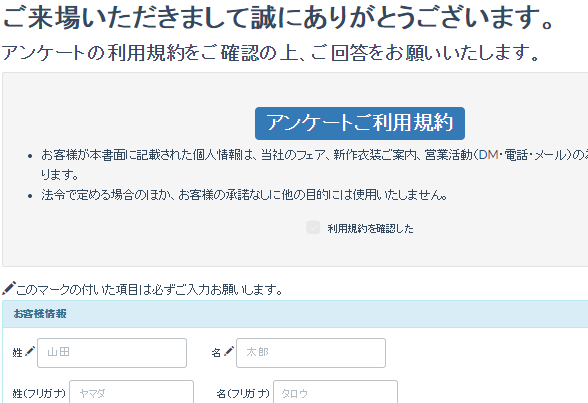 ご来場いただきまして誠にありがとうございます。
アンケートの利用規約をご確認の上、ご回答をお願いいたします。
アンケートご利用規約
・お客様が本書面に記載された個人情報は、当社のフェア、新作衣装ご案内、営業活動(DM・電話・メール)の
ります。
・法令で定める場合のほか、お客様の承諾なしに他の目的には使用いたしません。
利用規約を確認した
このマークの付いた項目は必ずご入力お願いします。
お客様情報
姓 山田 名 太郎
姓(フリガナ) ヤマダ 名(フリガナ) タロウ